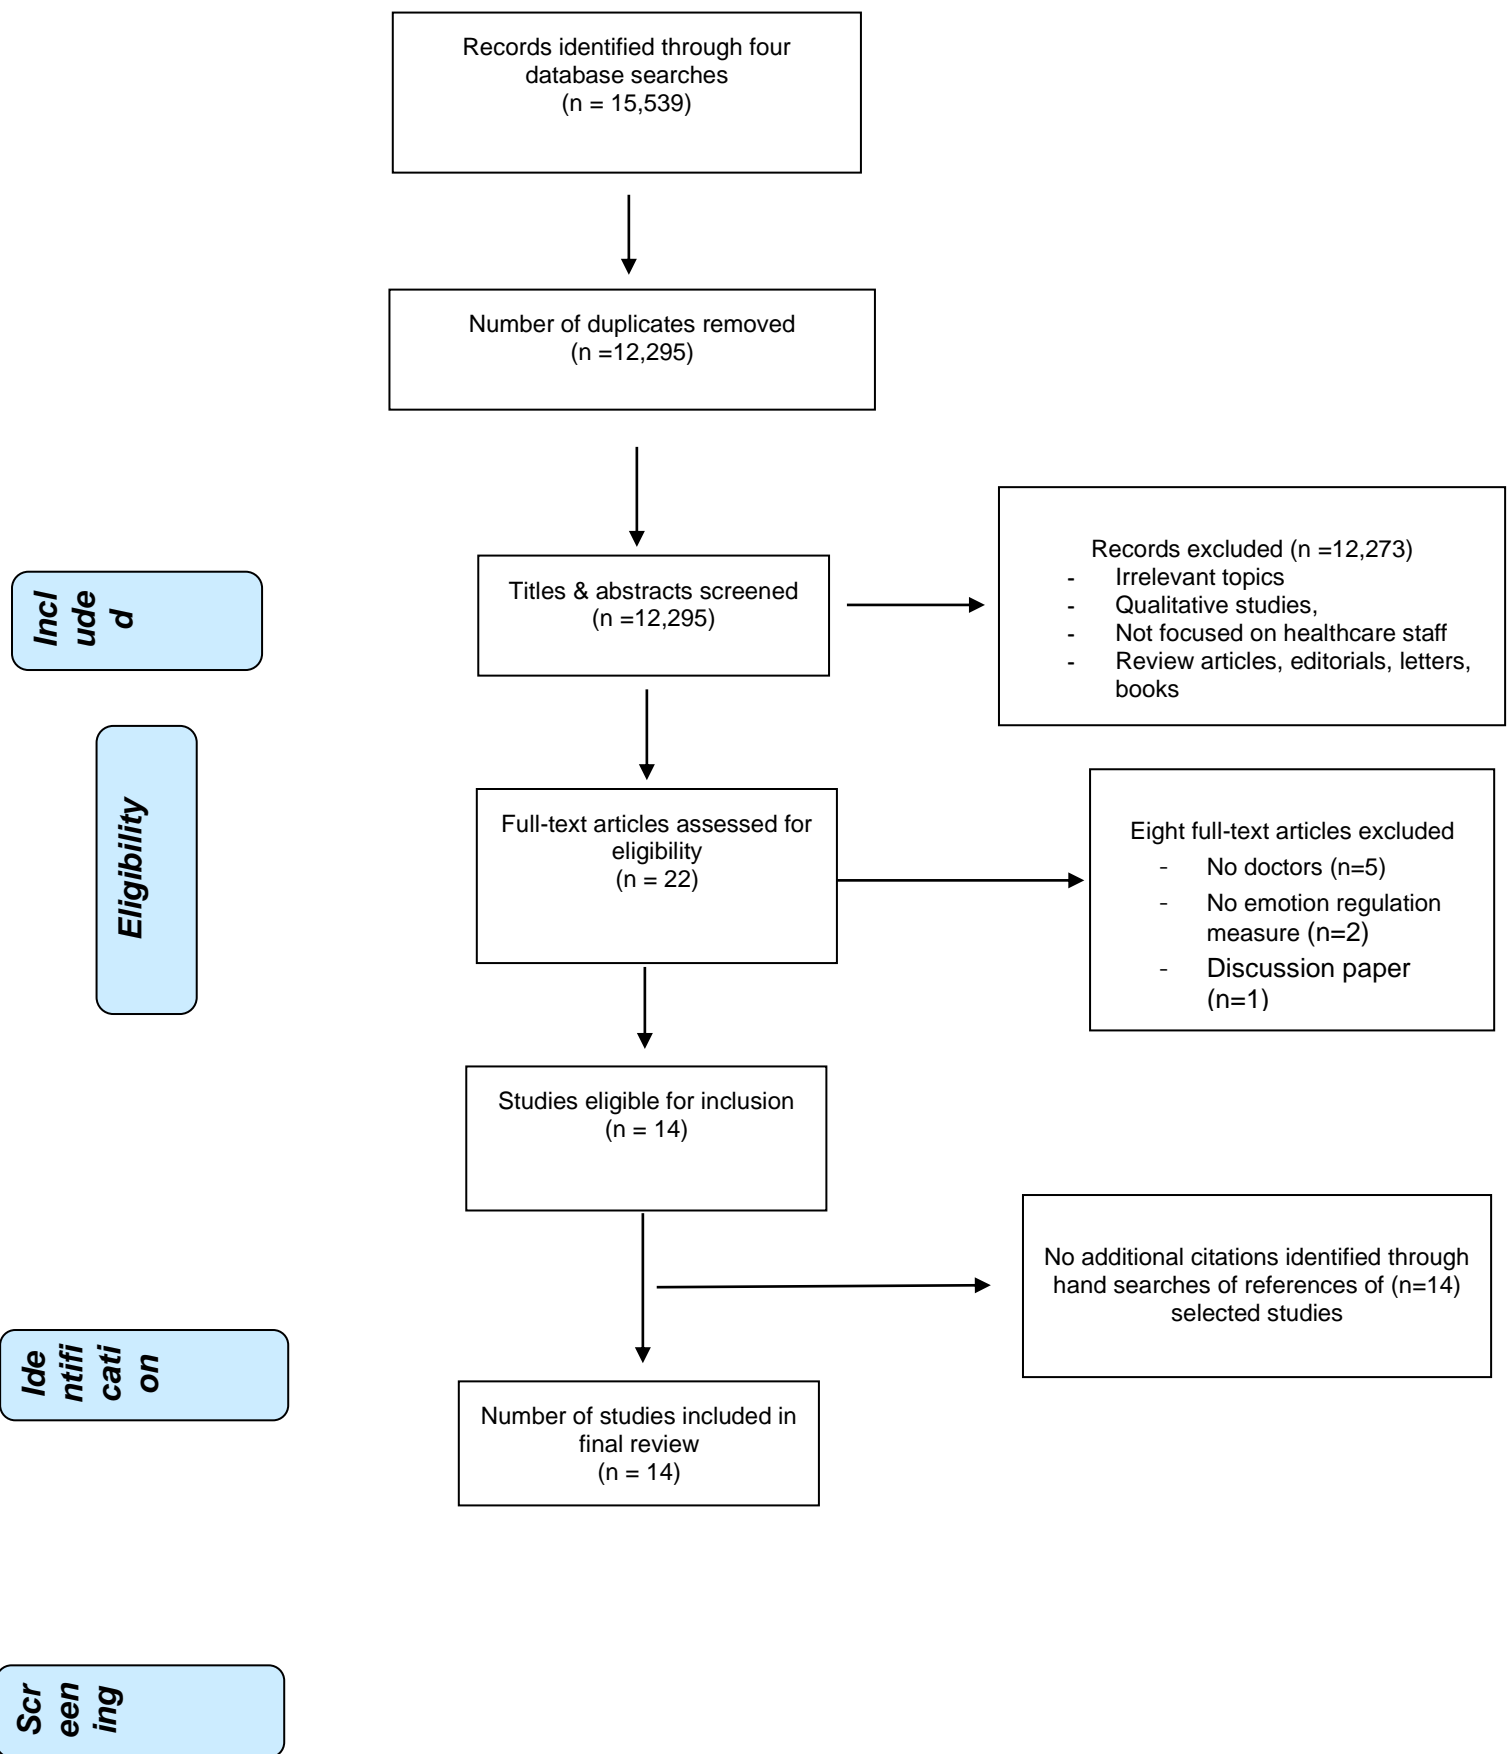 Records identified through four
database searches
(n = 15,539)
Number of duplicates removed
(n =12,295)
Titles & abstracts screened
(n =12,295)
Records excluded (n =12,273)
- Irrelevant topics
- Qualitative studies,
- Not focused on healthcare staff
- Review articles, editorials, letters,
books
Incl
ude
d
Eligibility
Full-text articles assessed for
eligibility
(n = 22)
Eight full-text articles excluded
- No doctors (n=5)
- No emotion regulation
measure (n=2)
- Discussion paper
(n=1)
Studies eligible for inclusion
(n = 14)
No additional citations identified through
hand searches of references of (n=14)
selected studies
Ide
ntifi
cati
on
Number of studies included in
final review
(n = 14)
Scr
een
ing